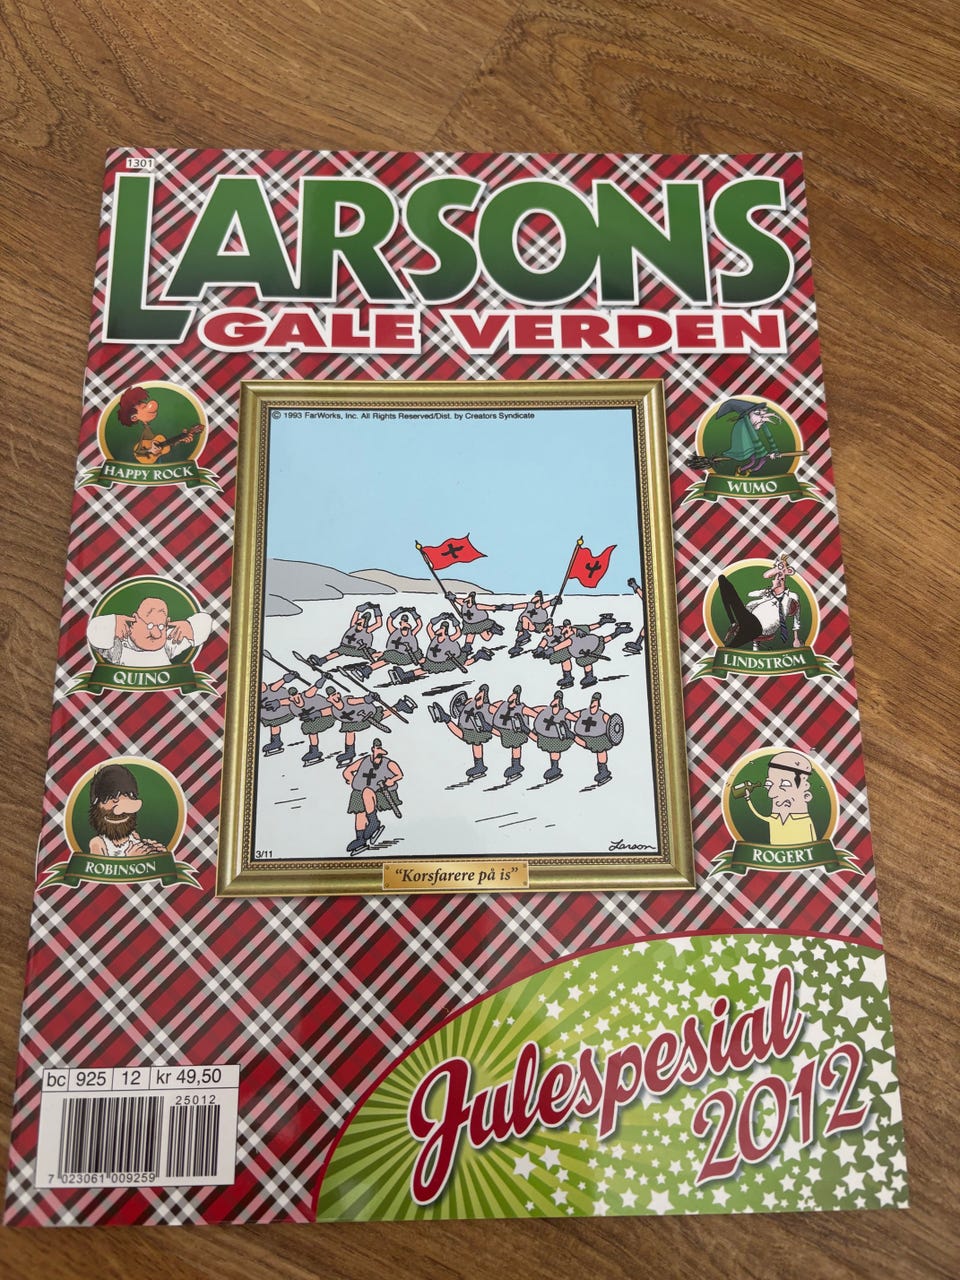 1301
LARSONS
GALE VERDEN
© 1993 FarWorks, Inc. All Rights Reserved/Dist. by Creators Syndicate
HAPPY ROCK
WUMO
QUINO
LINDSTRÖM
ROBINSON
ROGERT
3/11
Larson
"Korsfarere på is"
Julespesial
2012
bc 925 12 kr 49,50
25012
7 023061 009259